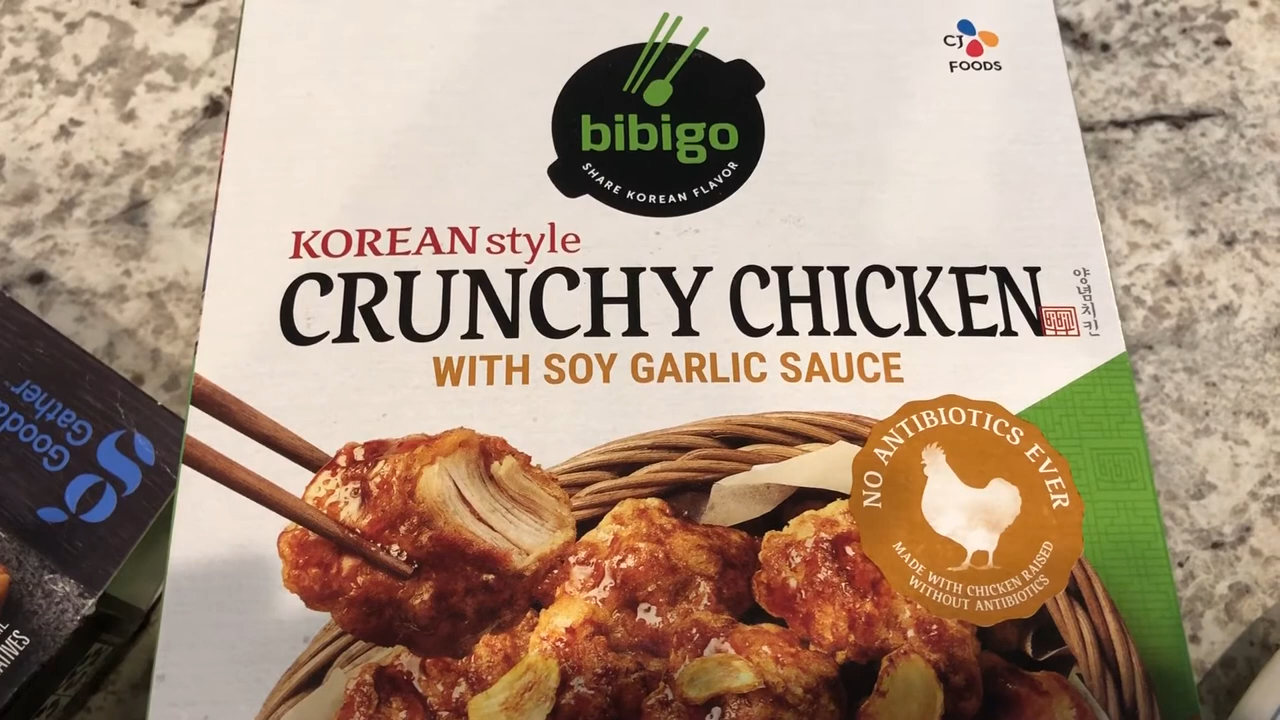 CJ
FOODS
bibigo
SHARE KOREAN FLAVOR
KOREAN style
CRUNCHY CHICKEN
양념치킨
WITH SOY GARLIC SAUCE
NO ANTIBIOTICS EVER
MADE WITH CHICKEN RAISED
WITHOUT ANTIBIOTICS
Good
Gather